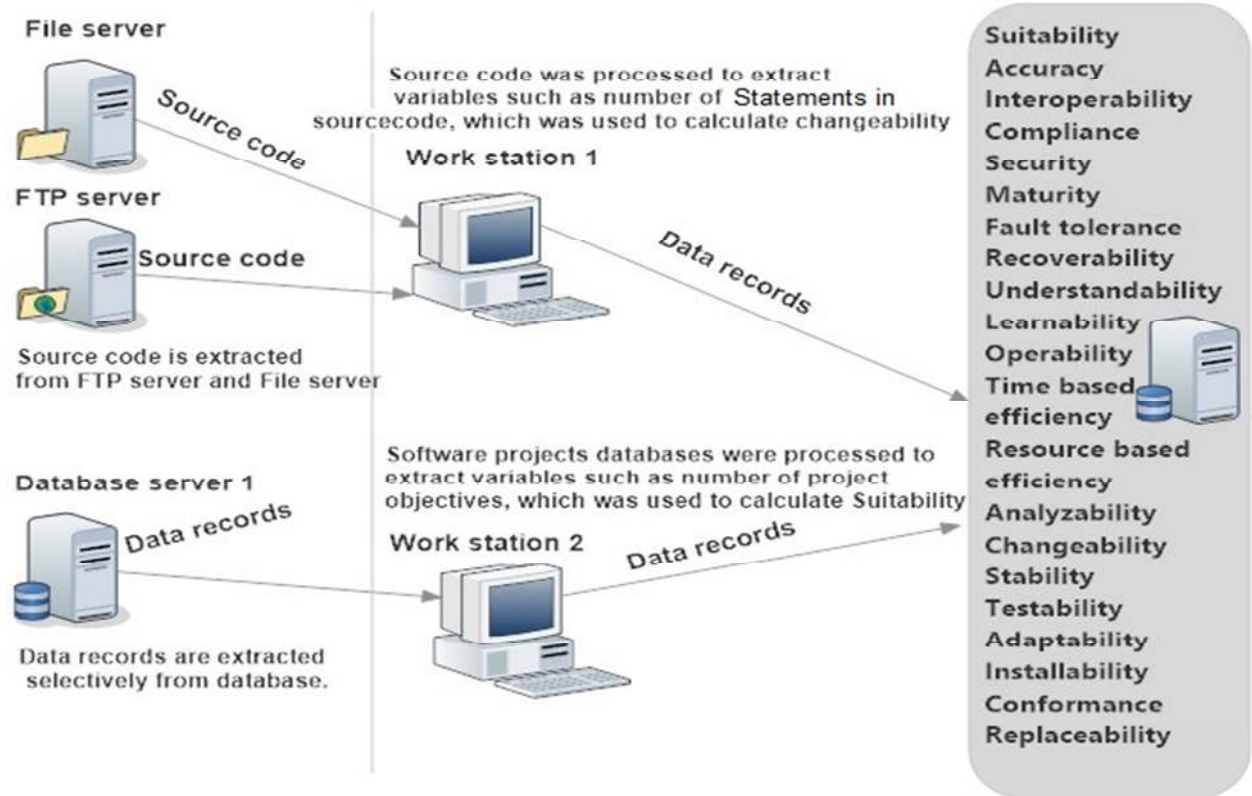 File server
Source code
FTP server
Source code
Source code is extracted
from FTP server and File server
Database server 1
Data records
Data records are extracted
selectively from database.
Source code was processed to extract
variables such as number of Statements in
sourcecode, which was used to calculate changeability
Work station 1
Data records
Software projects databases were processed to
extract variables such as number of project
objectives, which was used to calculate Suitability
Work station 2
Data records
Suitability
Accuracy
Interoperability
Compliance
Security
Maturity
Fault tolerance
Recoverability
Understandability
Learnability
Operability
Time based
efficiency
Resource based
efficiency
Analyzability
Changeability
Stability
Testability
Adaptability
Installability
Conformance
Replaceability